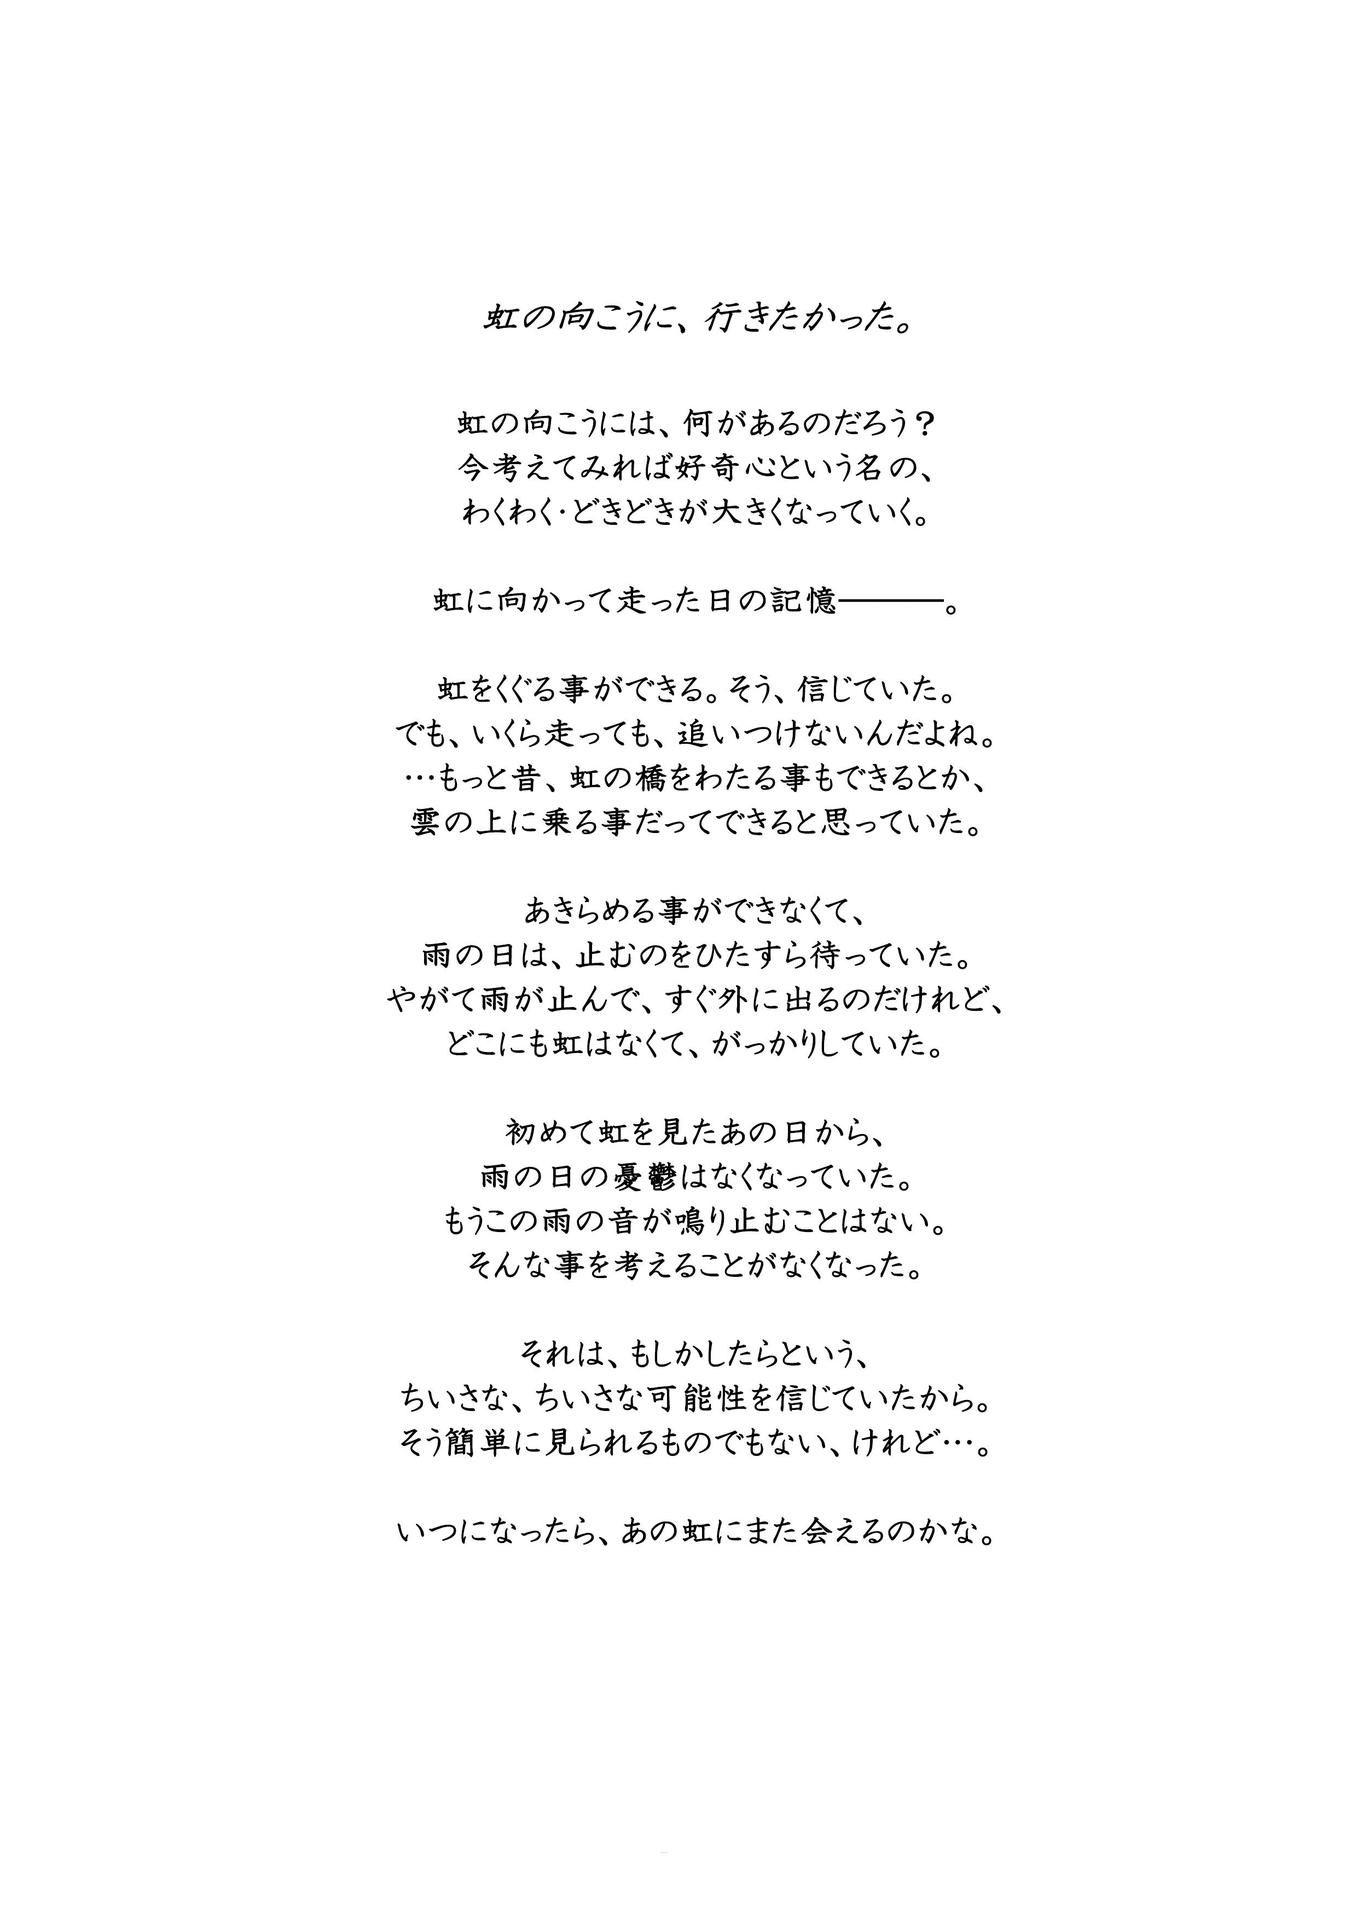 虹の向こうに、行きたかった。
虹の向こうには、何があるのだろう？
今考えてみれば好奇心という名の、
わくわく・どきどきが大きくなっていく。
虹に向かって走った日の記憶―――。
虹をくぐる事ができる。そう、信じていた。
でも、いくら走っても、追いつけないんだよね。
…もっと昔、虹の橋をわたる事もできるとか、
雲の上に乗る事だってできると思っていた。
あきらめる事ができなくて、
雨の日は、止むのをひたすら待っていた。
やがて雨が止んで、すぐ外に出るのだけれど、
どこにも虹はなくて、がっかりしていた。
初めて虹を見たあの日から、
雨の日の憂鬱はなくなっていた。
もうこの雨の音が鳴り止むことはない。
そんな事を考えることがなくなった。
それは、もしかしたらという、
ちいさな、ちいさな可能性を信じていたから。
そう簡単に見られるものでもない、けれど…。
いつになったら、あの虹にまた会えるのかな。